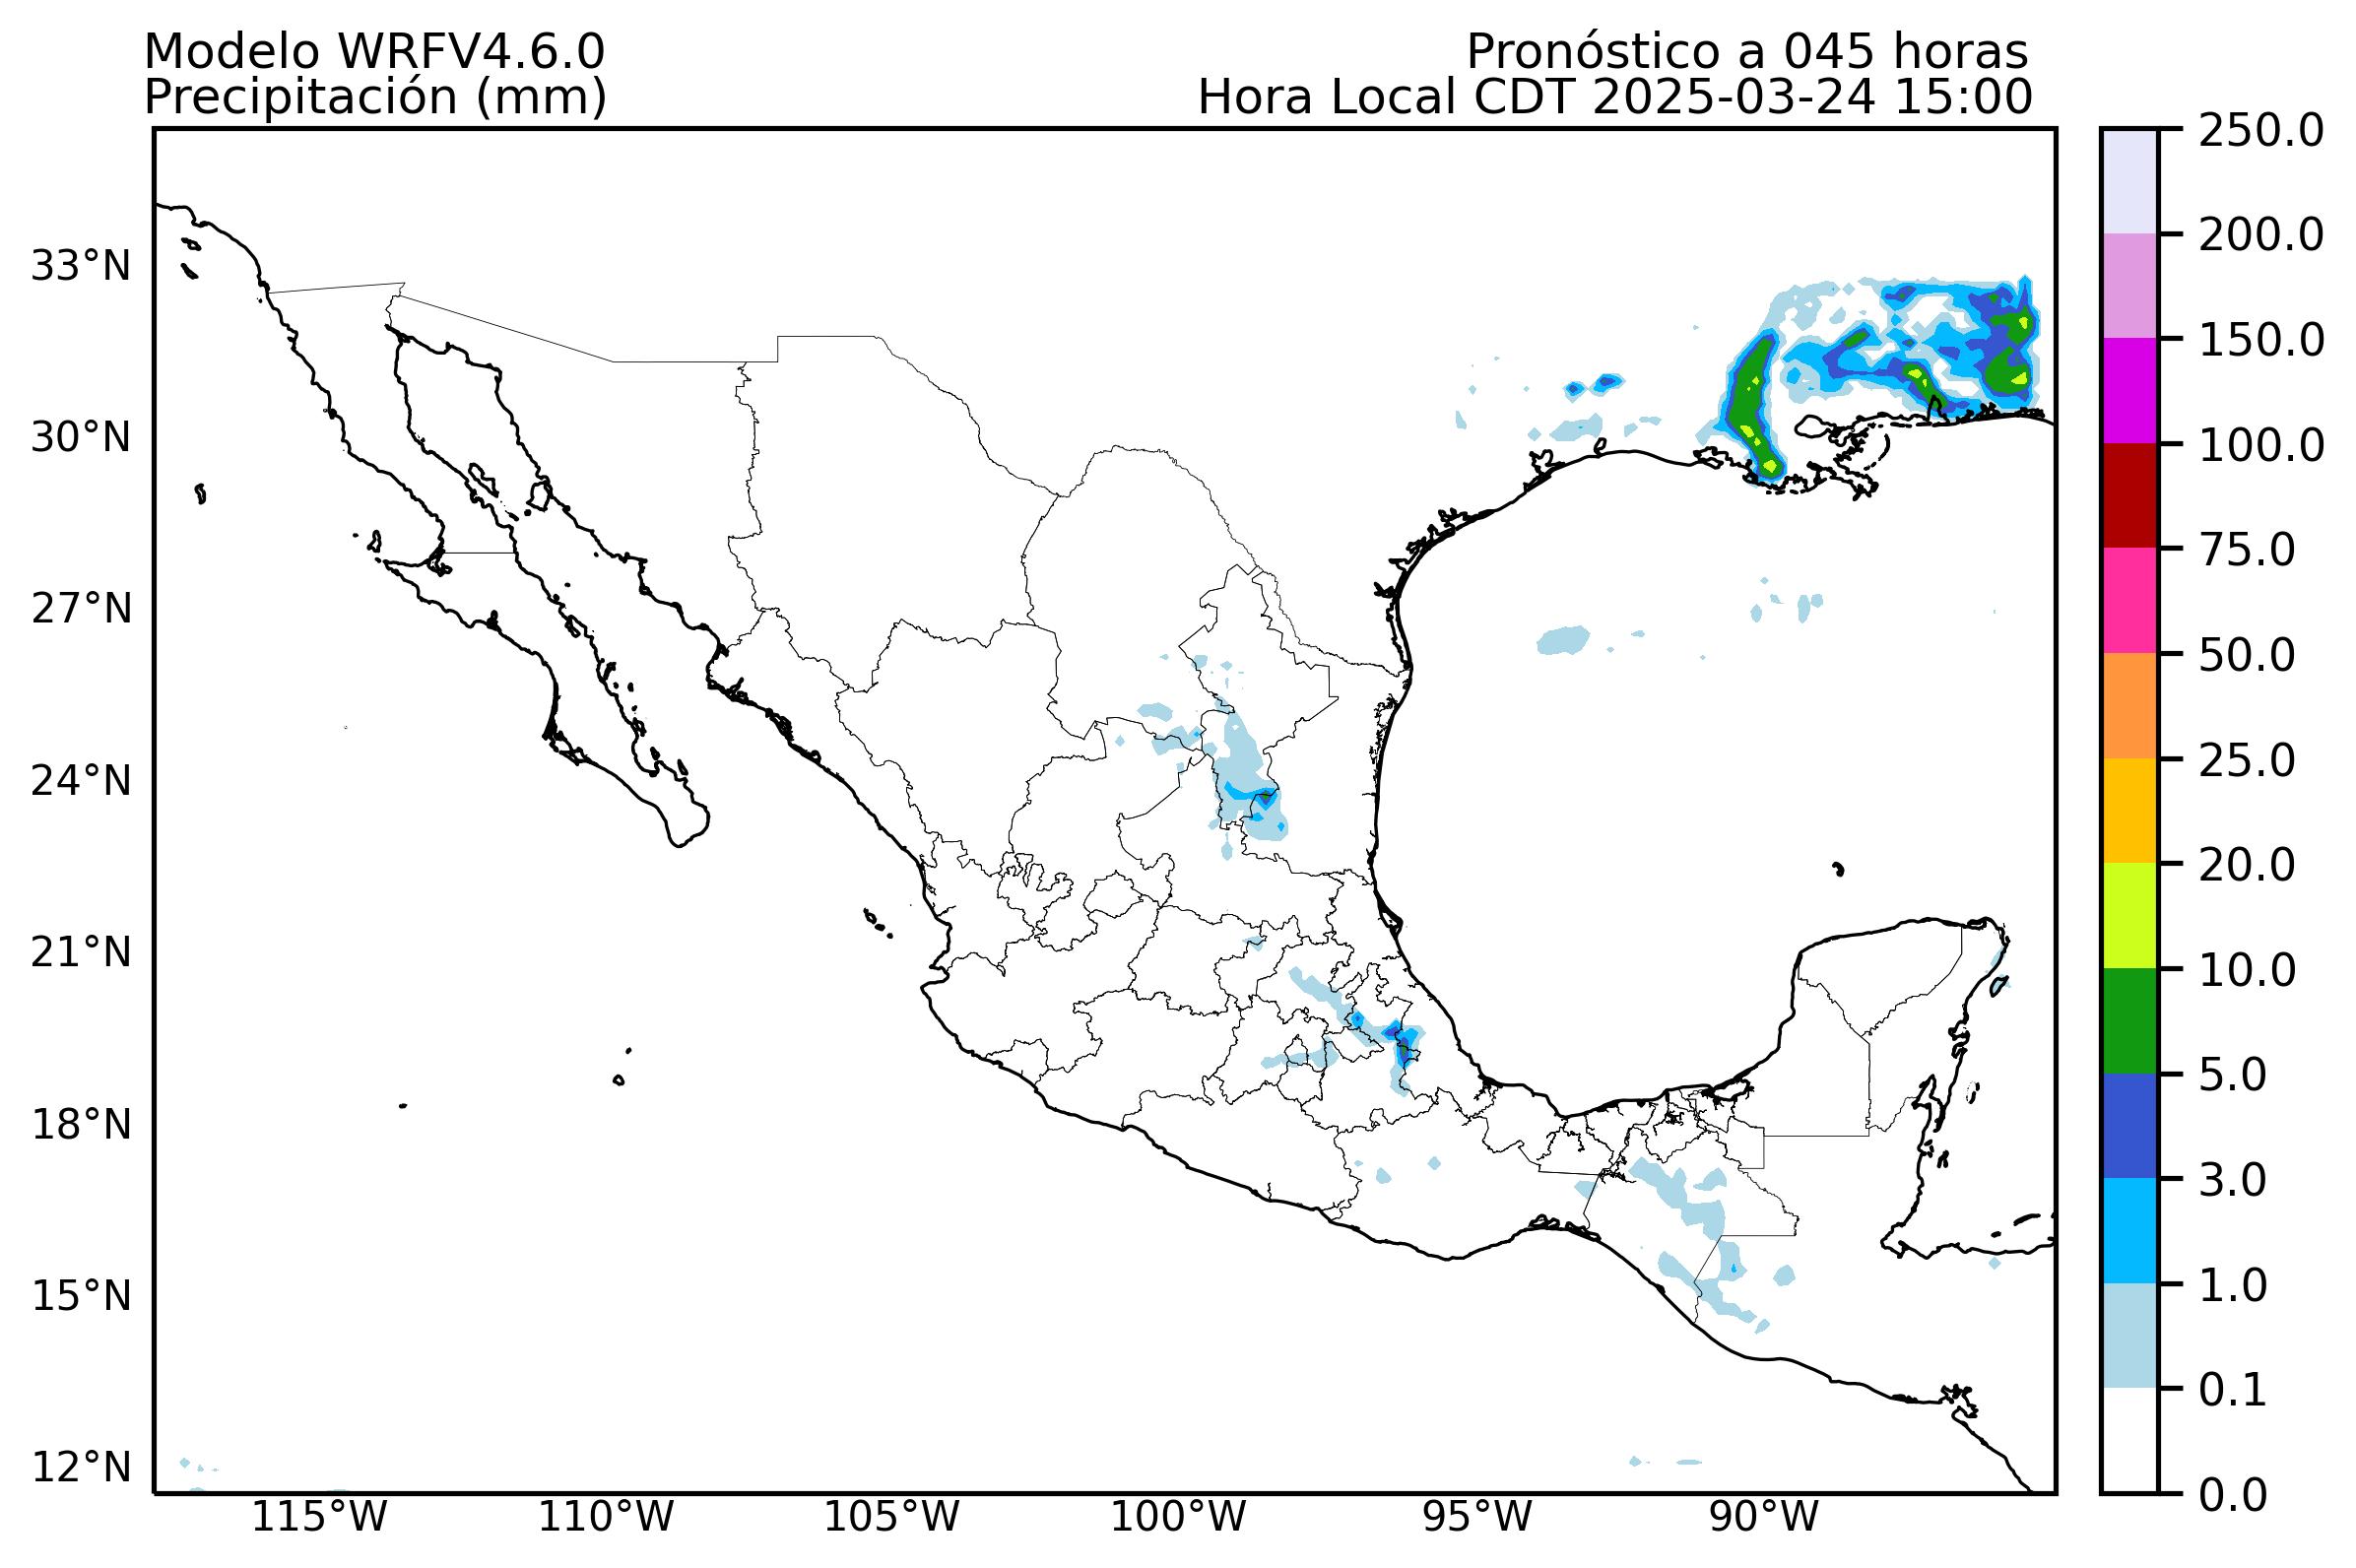 Modelo WRFV4.6.0
Pronóstico a 045 horas
Precipitación (mm)
Hora Local CDT 2025-03-24 15:00
33°N
30°N
27°N
24°N
21°N
18°N
15°N
12°N
115°W
110°W
105°W
100°W
95°W
90°W
250.0
200.0
150.0
100.0
75.0
50.0
25.0
20.0
10.0
5.0
3.0
1.0
0.1
0.0